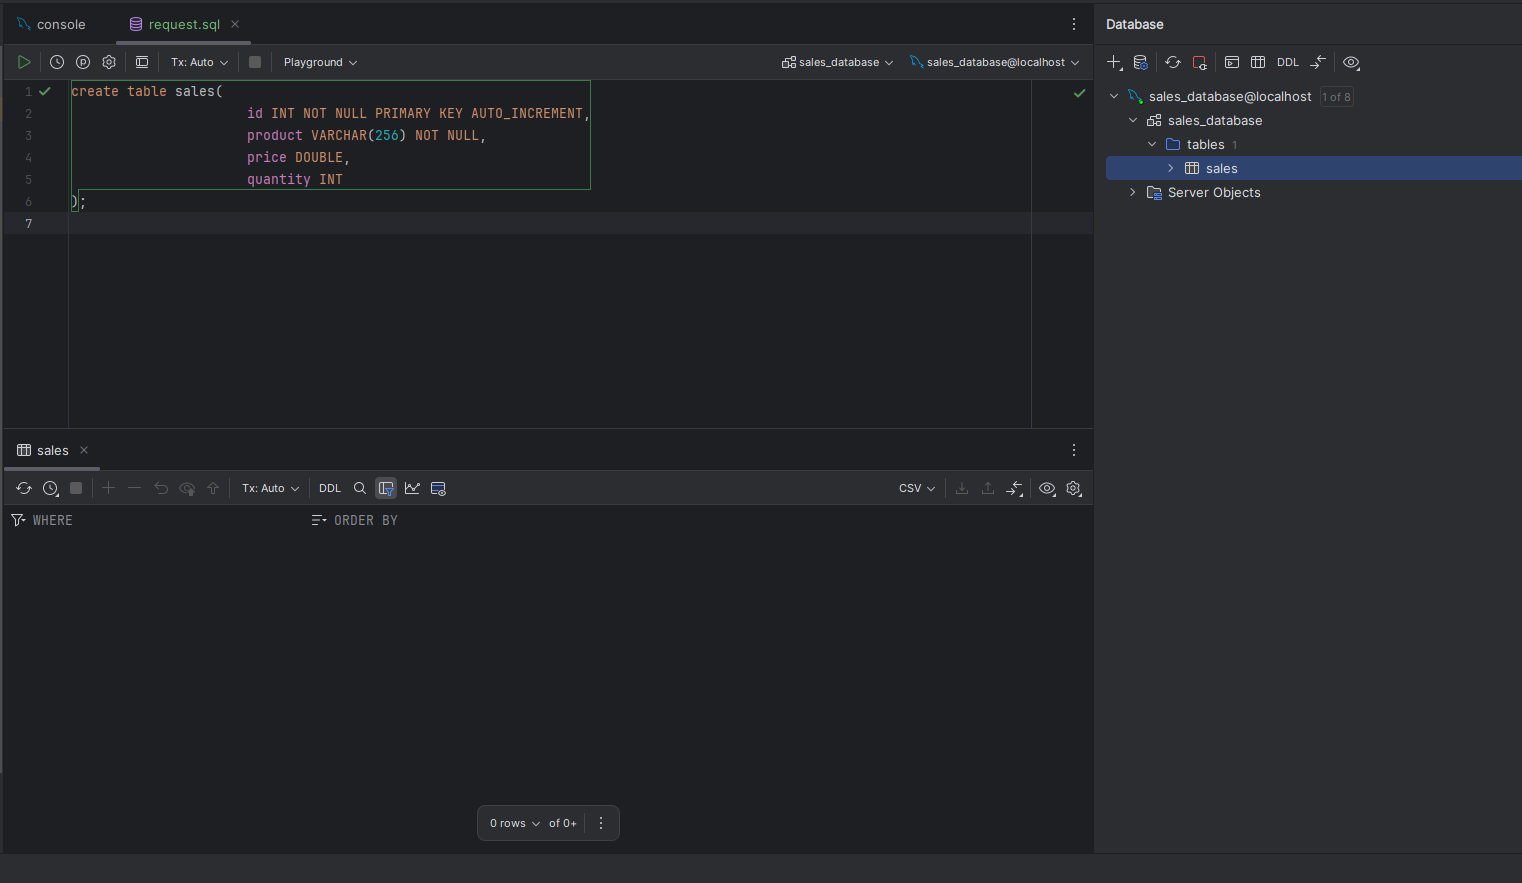 console
request.sql
Database
Tx: Auto
Playground
sales_database
sales_database@localhost
DDL
1 create table sales(
2 id INT NOT NULL PRIMARY KEY AUTO_INCREMENT,
3 product VARCHAR(256) NOT NULL,
4 price DOUBLE,
5 quantity INT
6 );
7
sales_database@localhost 1 of 8
sales_database
tables 1
sales
Server Objects
sales
Tx: Auto
DDL
CSV
WHERE
ORDER BY
0 rows of 0+